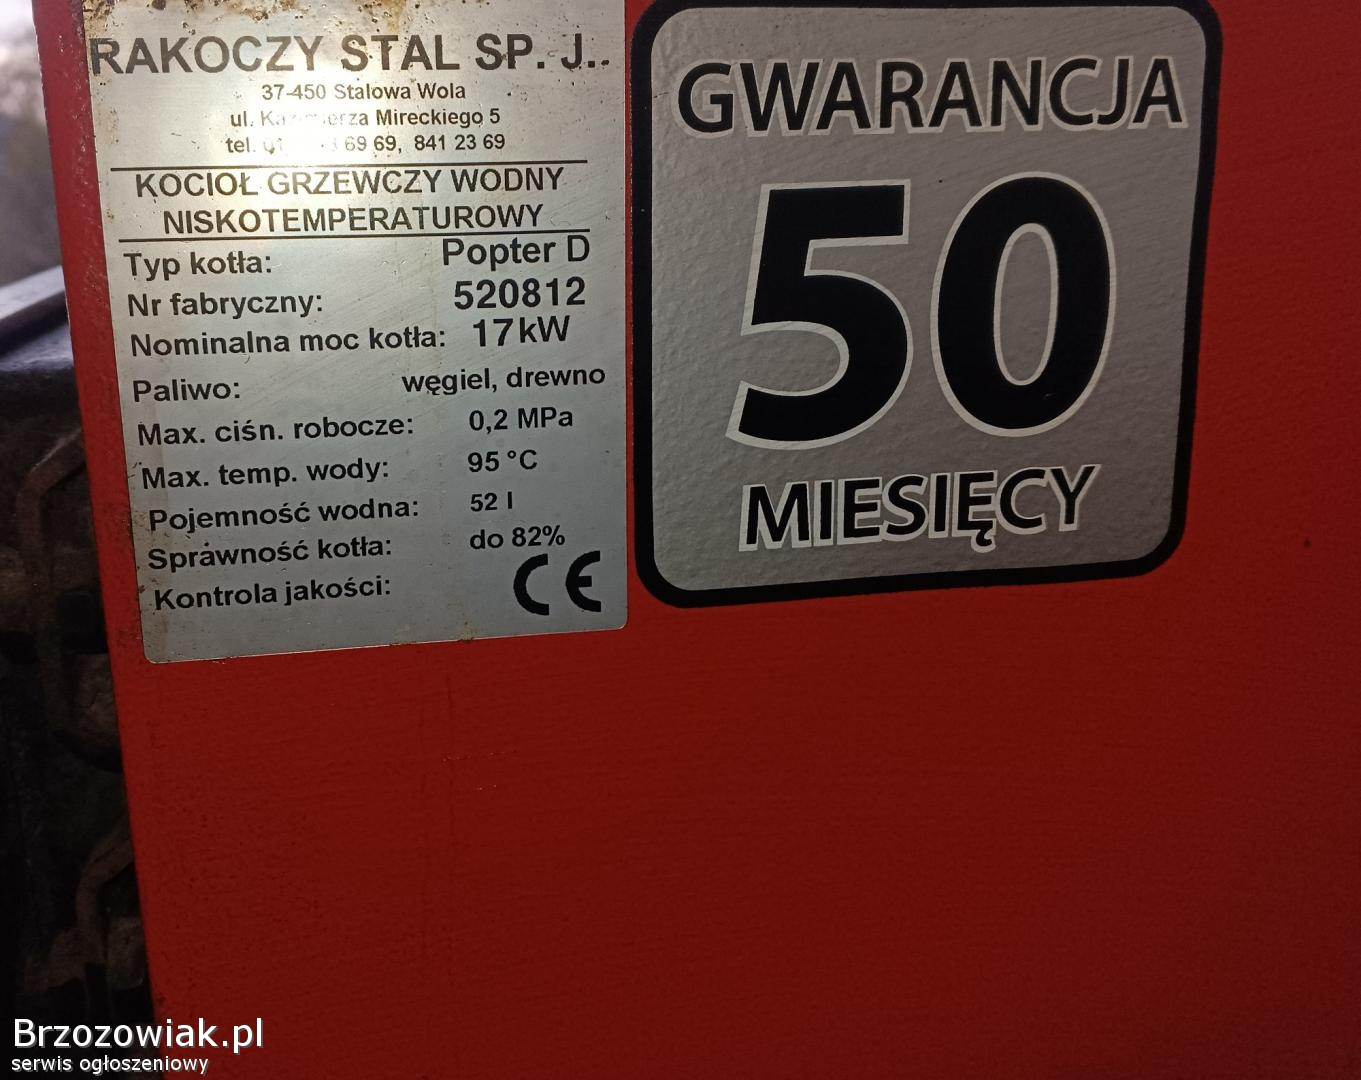 RAKOCZY STAL SP. J..
37-450 Stalowa Wola
ul. Mireckiego 5
tel. 69 69, 841 23 69
KOCIOŁ GRZEWCZY WODNY
NISKOTEMPERATUROWY
Typ kotła: Popter D
Nr fabryczny: 520812
Nominalna moc kotła: 17kW
Paliwo: węgiel, drewno
Max. ciśn. robocze: 0,2 MPa
Max. temp. wody: 95 °C
Pojemność wodna: 52 l
Sprawność kotła: do 82%
Kontrola jakości: CE
GWARANCJA
50
MIESIĘCY
Brzozowiak.pl
serwis ogłoszeniowy